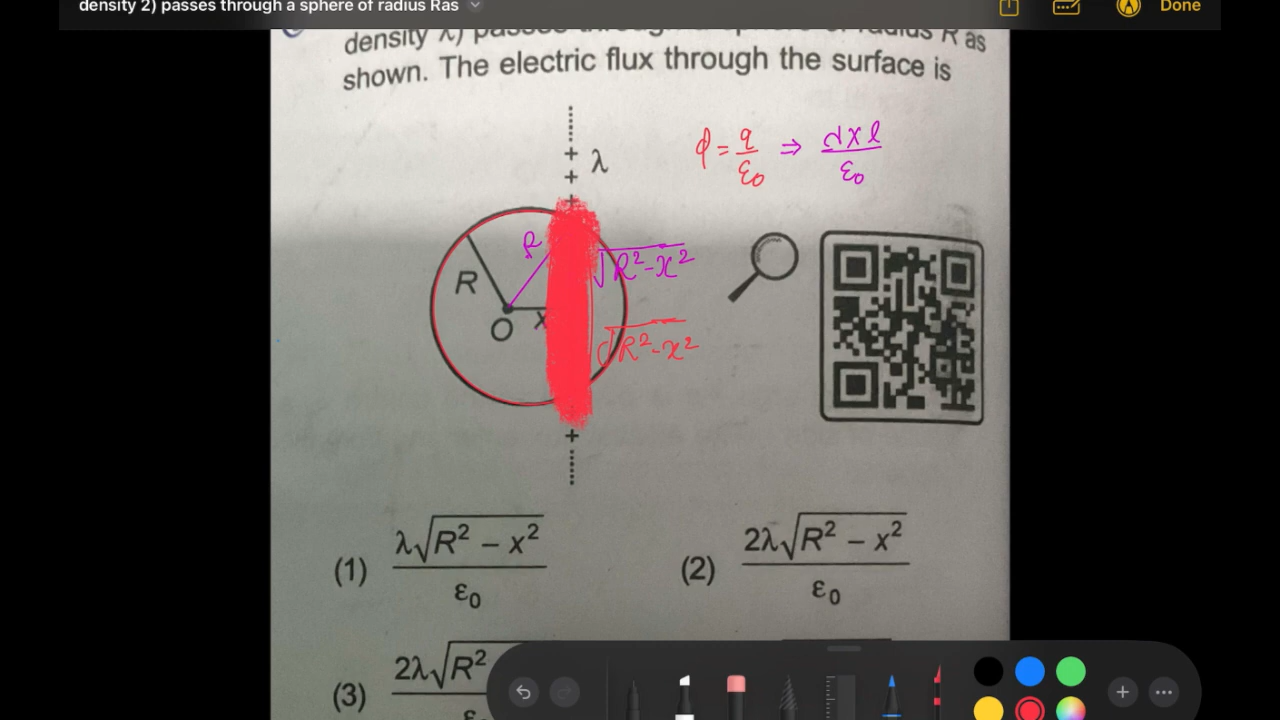 density 2) passes through a sphere of radius Ras
Done
density λ) passes through a sphere of radius R as
shown. The electric flux through the surface is
+ λ
+
+
ϕ = q/ε₀ ⇒ λ×l/ε₀
R
√R²-x²
R
O
x
√R²-x²
+
(1) λ√R² – x² / ε₀
(2) 2λ√R² – x² / ε₀
(3) 2λ√R²